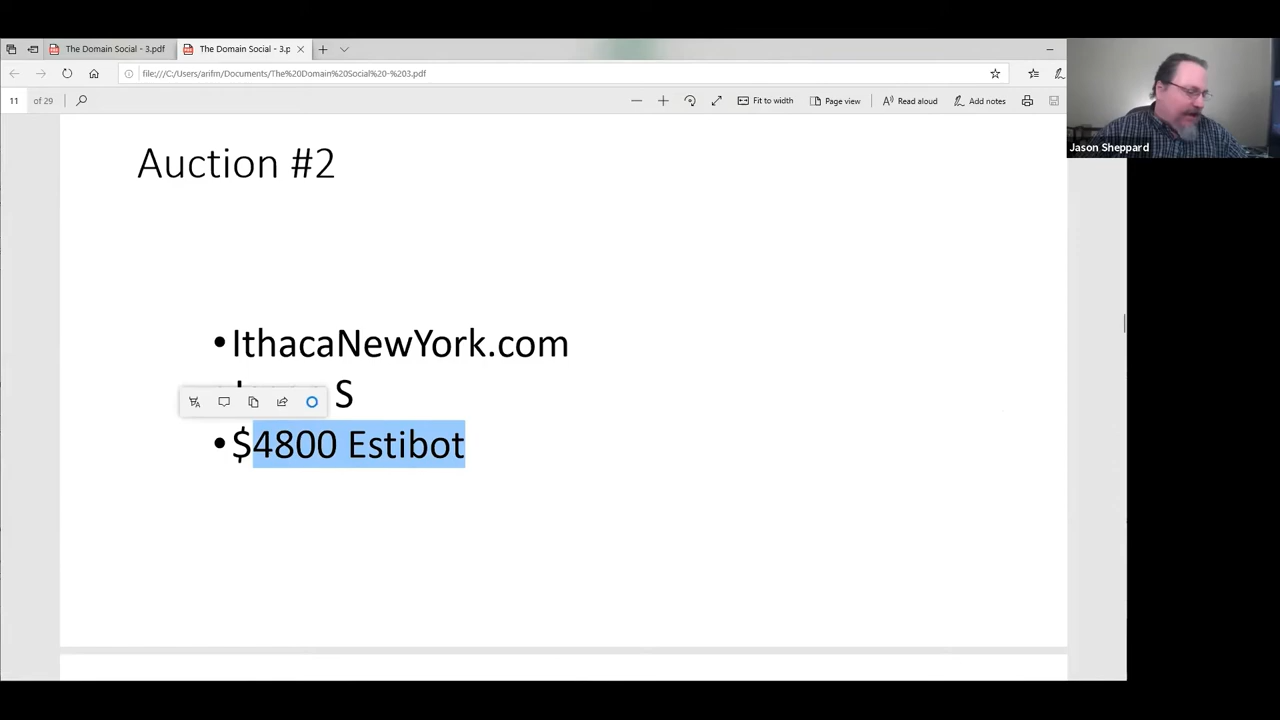 The Domain Social - 3.pdf
The Domain Social - 3.p
file:///C:/Users/arifm/Documents/The%20Domain%20Social%20-%203.pdf
11 of 29
Fit to width
Page view
Read aloud
Add notes
Jason Sheppard
Auction #2
•IthacaNewYork.com
S
•$4800 Estibot